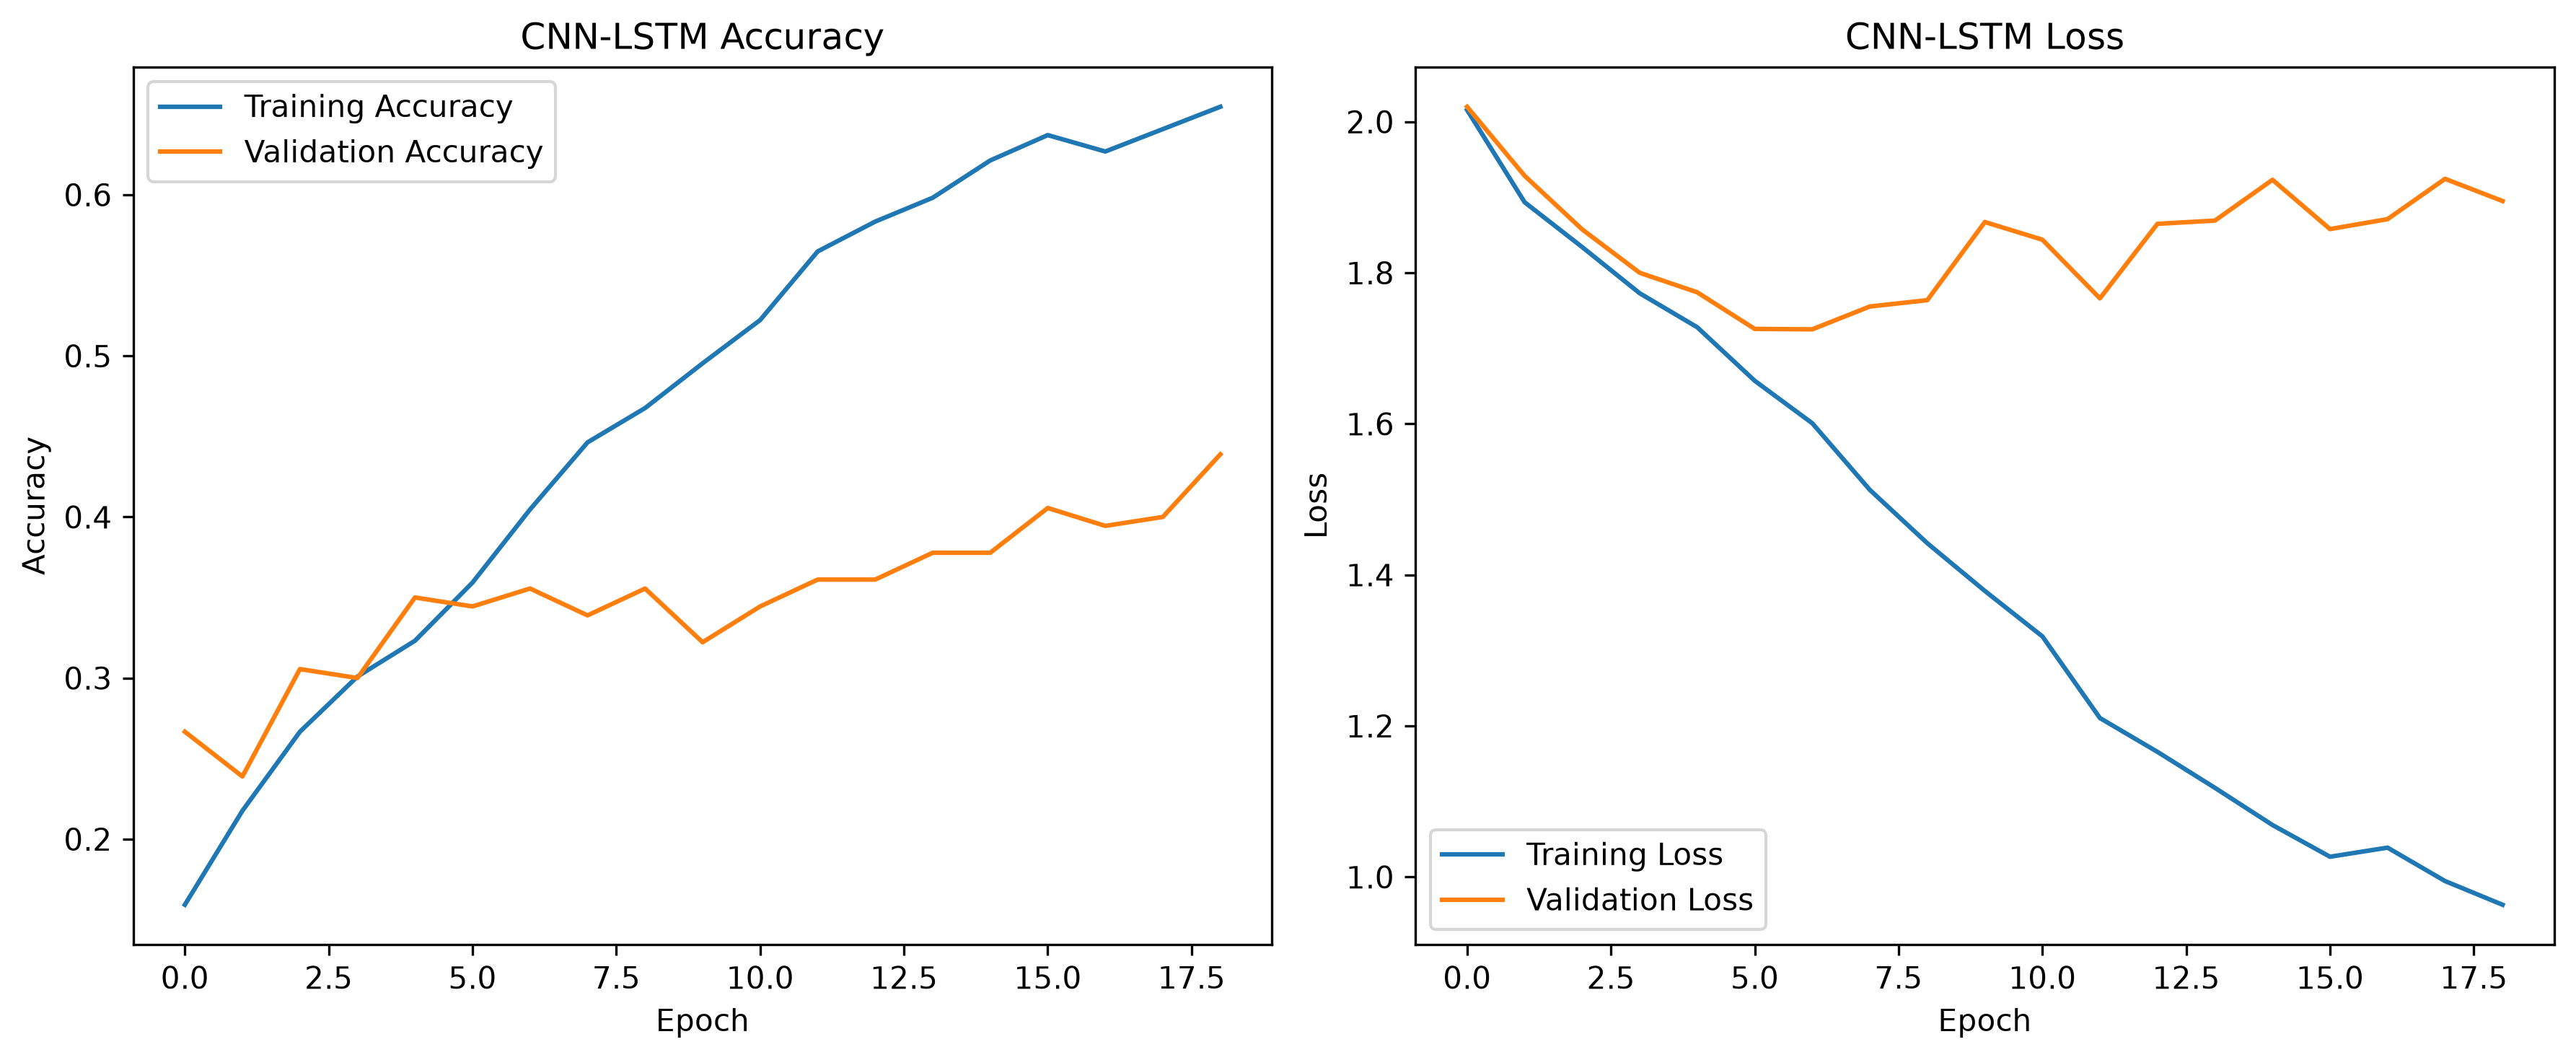 CNN-LSTM Accuracy
Training Accuracy
Validation Accuracy
0.6
0.5
0.4
0.3
0.2
Accuracy
0.0 2.5 5.0 7.5 10.0 12.5 15.0 17.5
Epoch
CNN-LSTM Loss
2.0
1.8
1.6
1.4
1.2
1.0
Loss
Training Loss
Validation Loss
0.0 2.5 5.0 7.5 10.0 12.5 15.0 17.5
Epoch